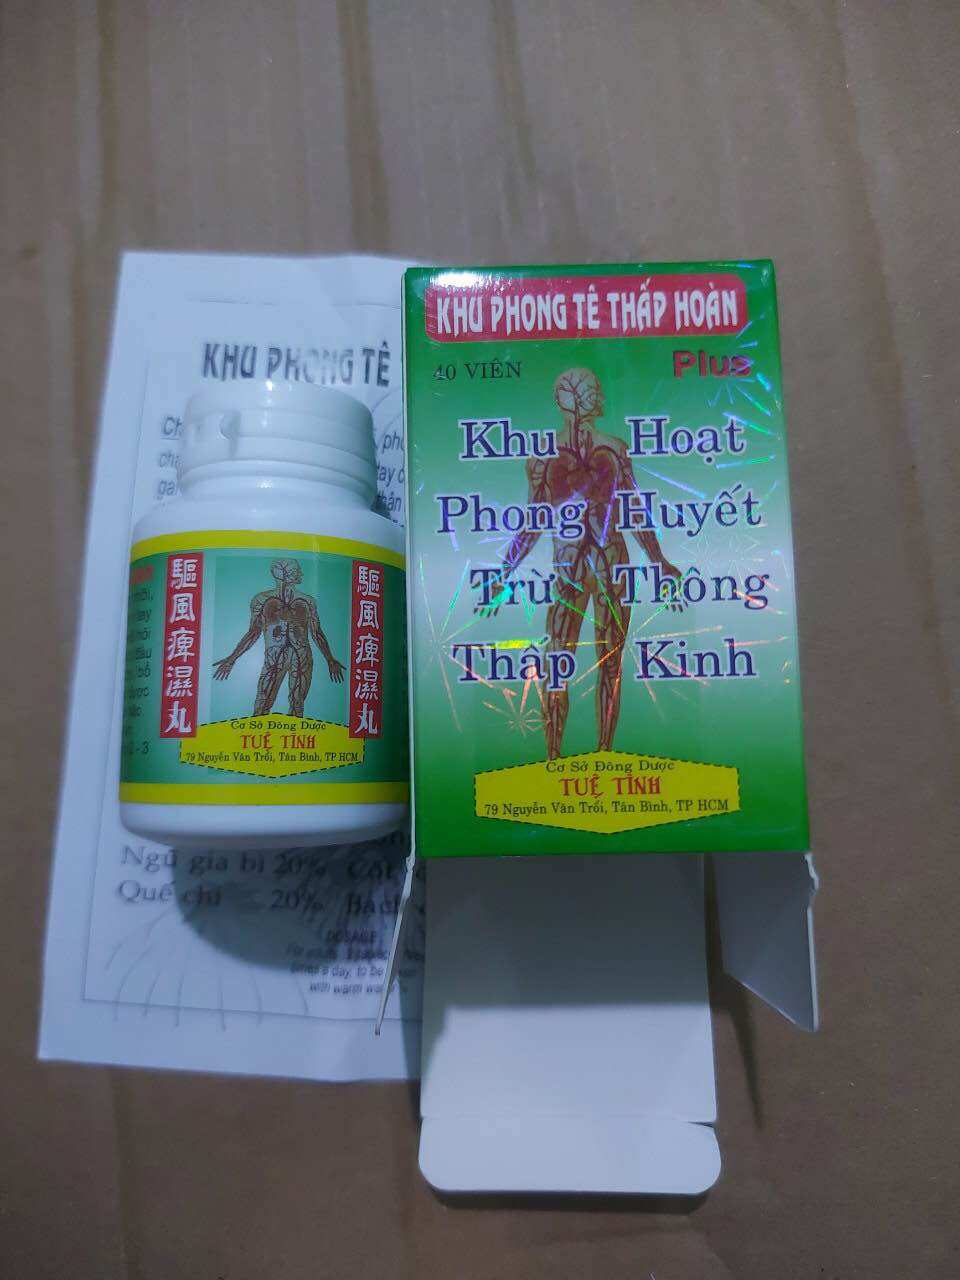 KHU PHONG TÊ THẤP HOÀN
Plus
40 VIÊN
Khu Hoạt
Phong Huyết
Trừ Thông
Thấp Kinh
Cơ Sở Đông Dược
TUỆ TĨNH
79 Nguyễn Văn Trỗi, Tân Bình, TP HCM
驅風痺濕丸
驅風痺濕丸
Cơ Sở Đông Dược
TUỆ TĨNH
79 Nguyễn Văn Trỗi, Tân Bình, TP HCM
KHU PHONG TÊ
Ngũ gia bì 20%
Quế chi 20%
DOSAGE
with warm